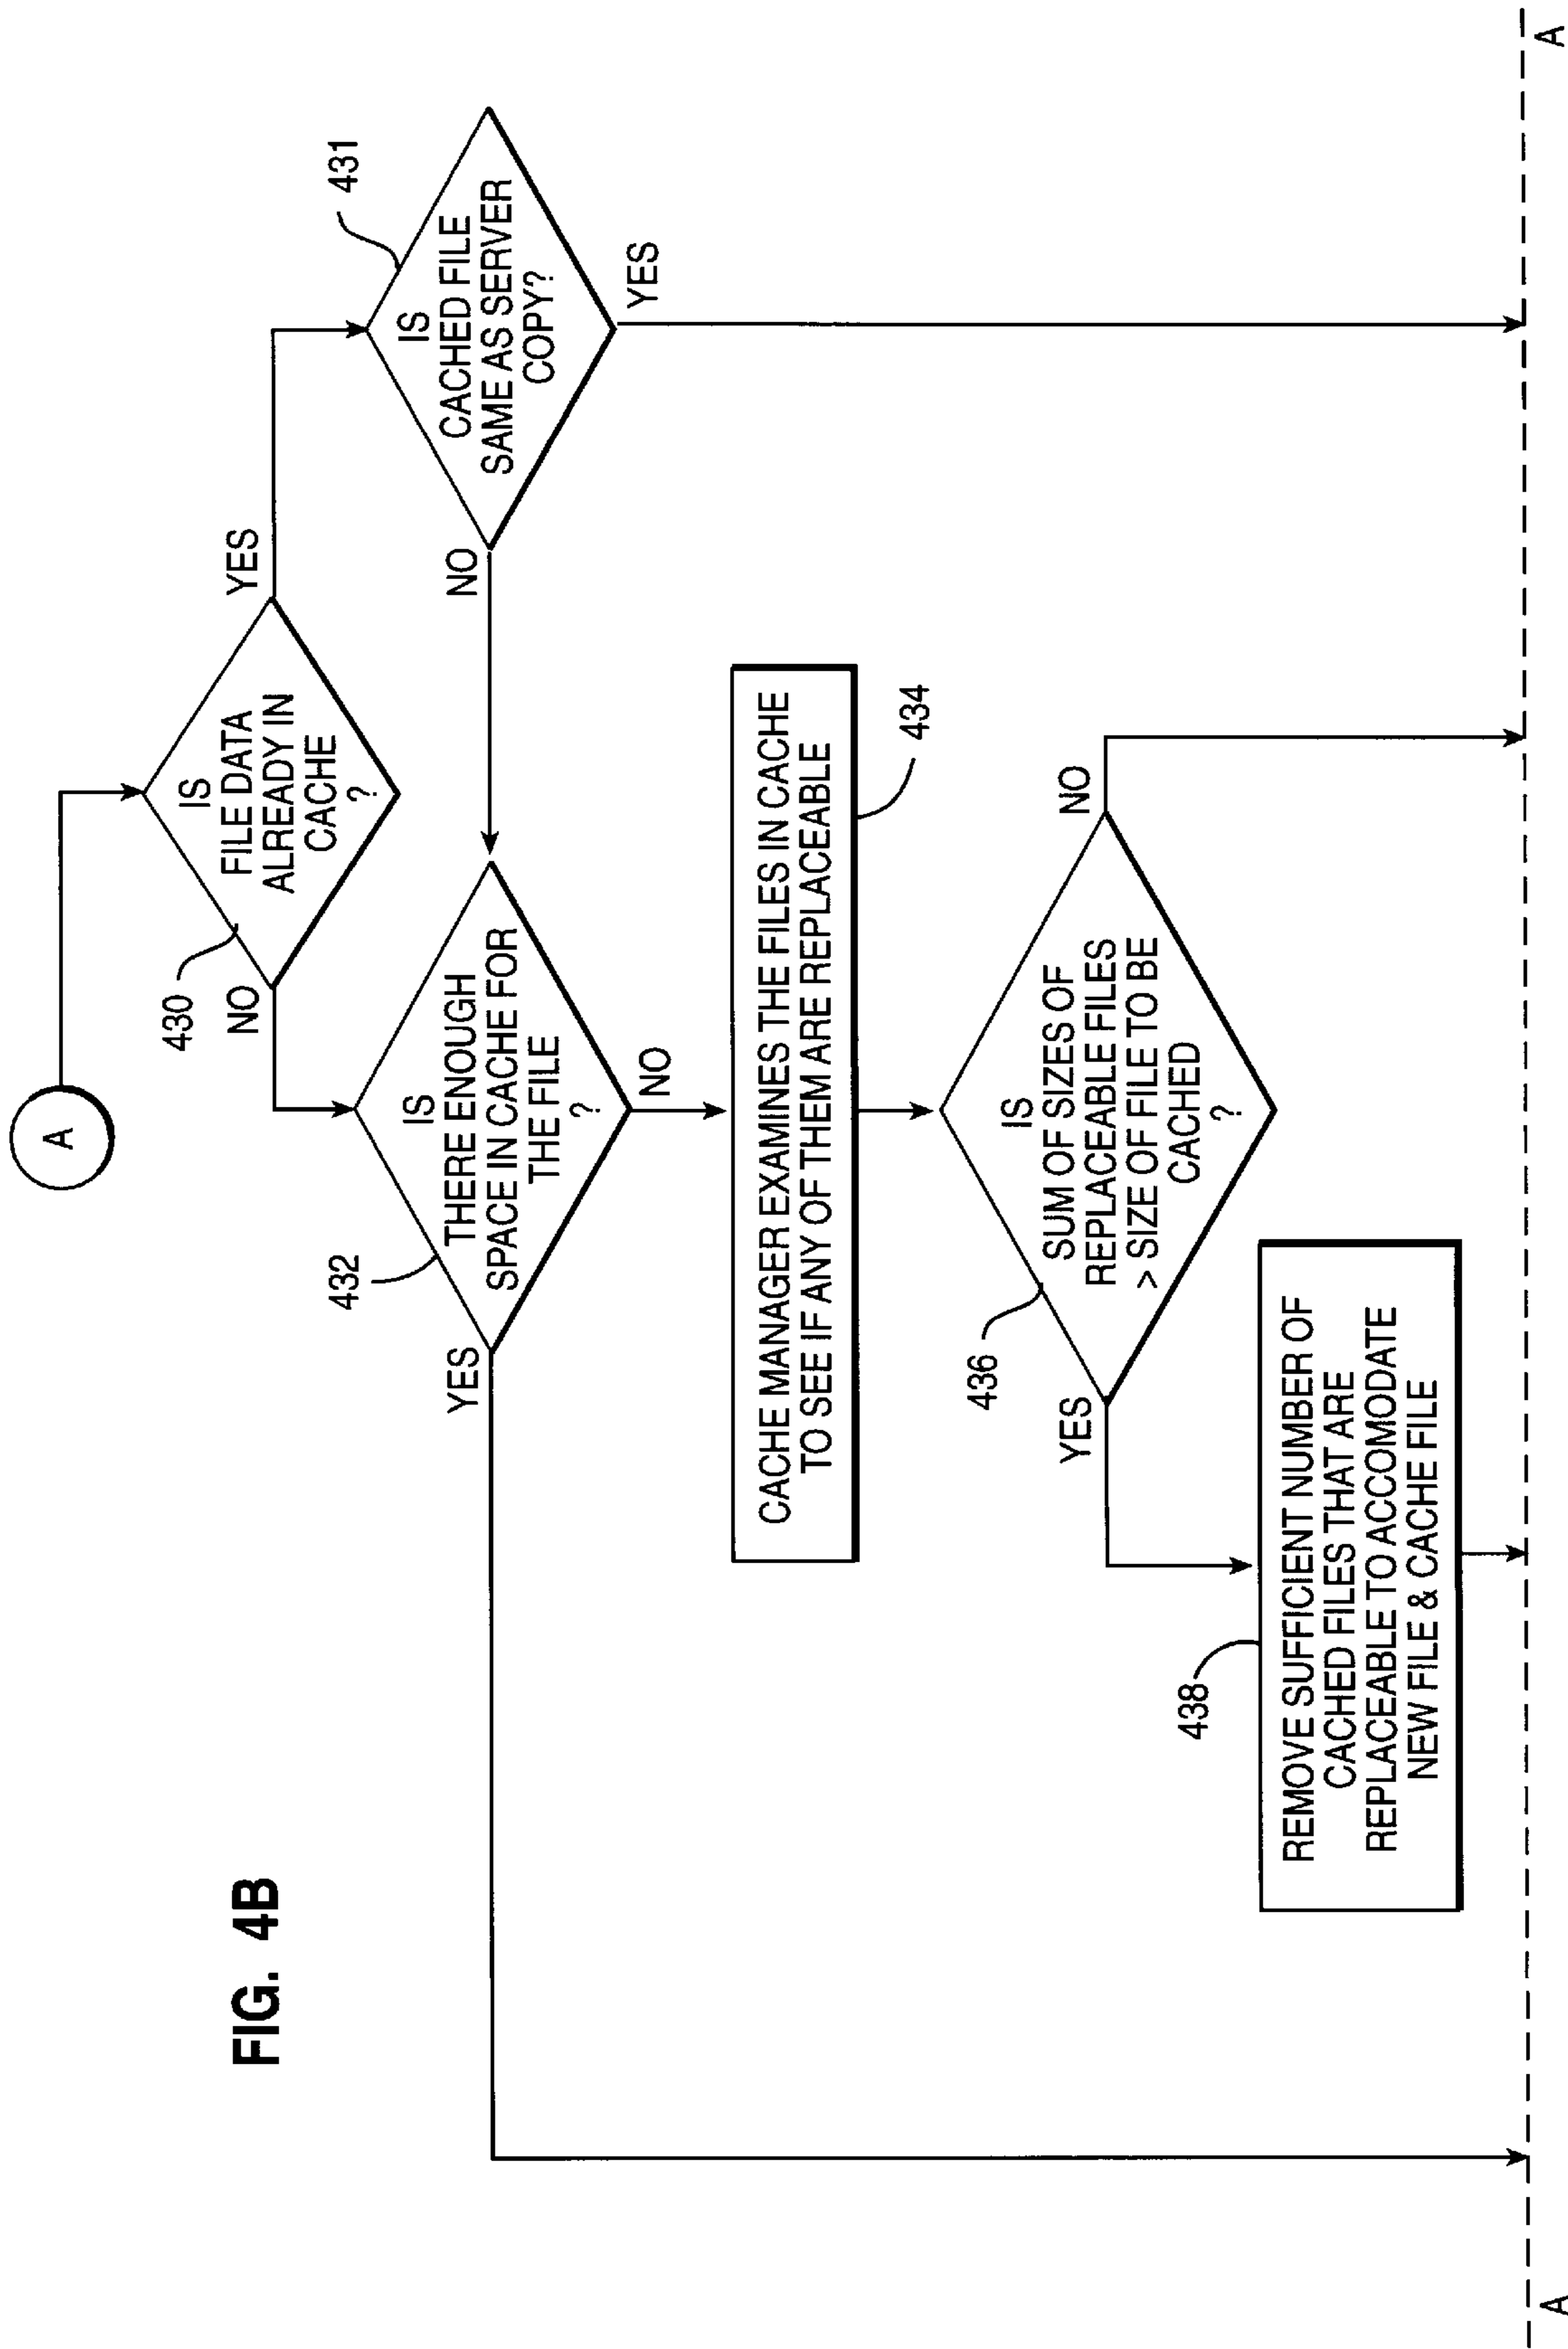 FIG. 4B
A
IS
FILE DATA
ALREADY IN
CACHE
?
430
NO
YES
431
IS
CACHED FILE
SAME AS SERVER
COPY?
NO
YES
432
IS
THERE ENOUGH
SPACE IN CACHE FOR
THE FILE
?
YES
NO
CACHE MANAGER EXAMINES THE FILES IN CACHE
TO SEE IF ANY OF THEM ARE REPLACEABLE
434
436
IS
SUM OF SIZES OF
REPLACEABLE FILES
> SIZE OF FILE TO BE
CACHED
?
YES
NO
438
REMOVE SUFFICIENT NUMBER OF
CACHED FILES THAT ARE
REPLACEABLE TO ACCOMODATE
NEW FILE & CACHE FILE
A
A